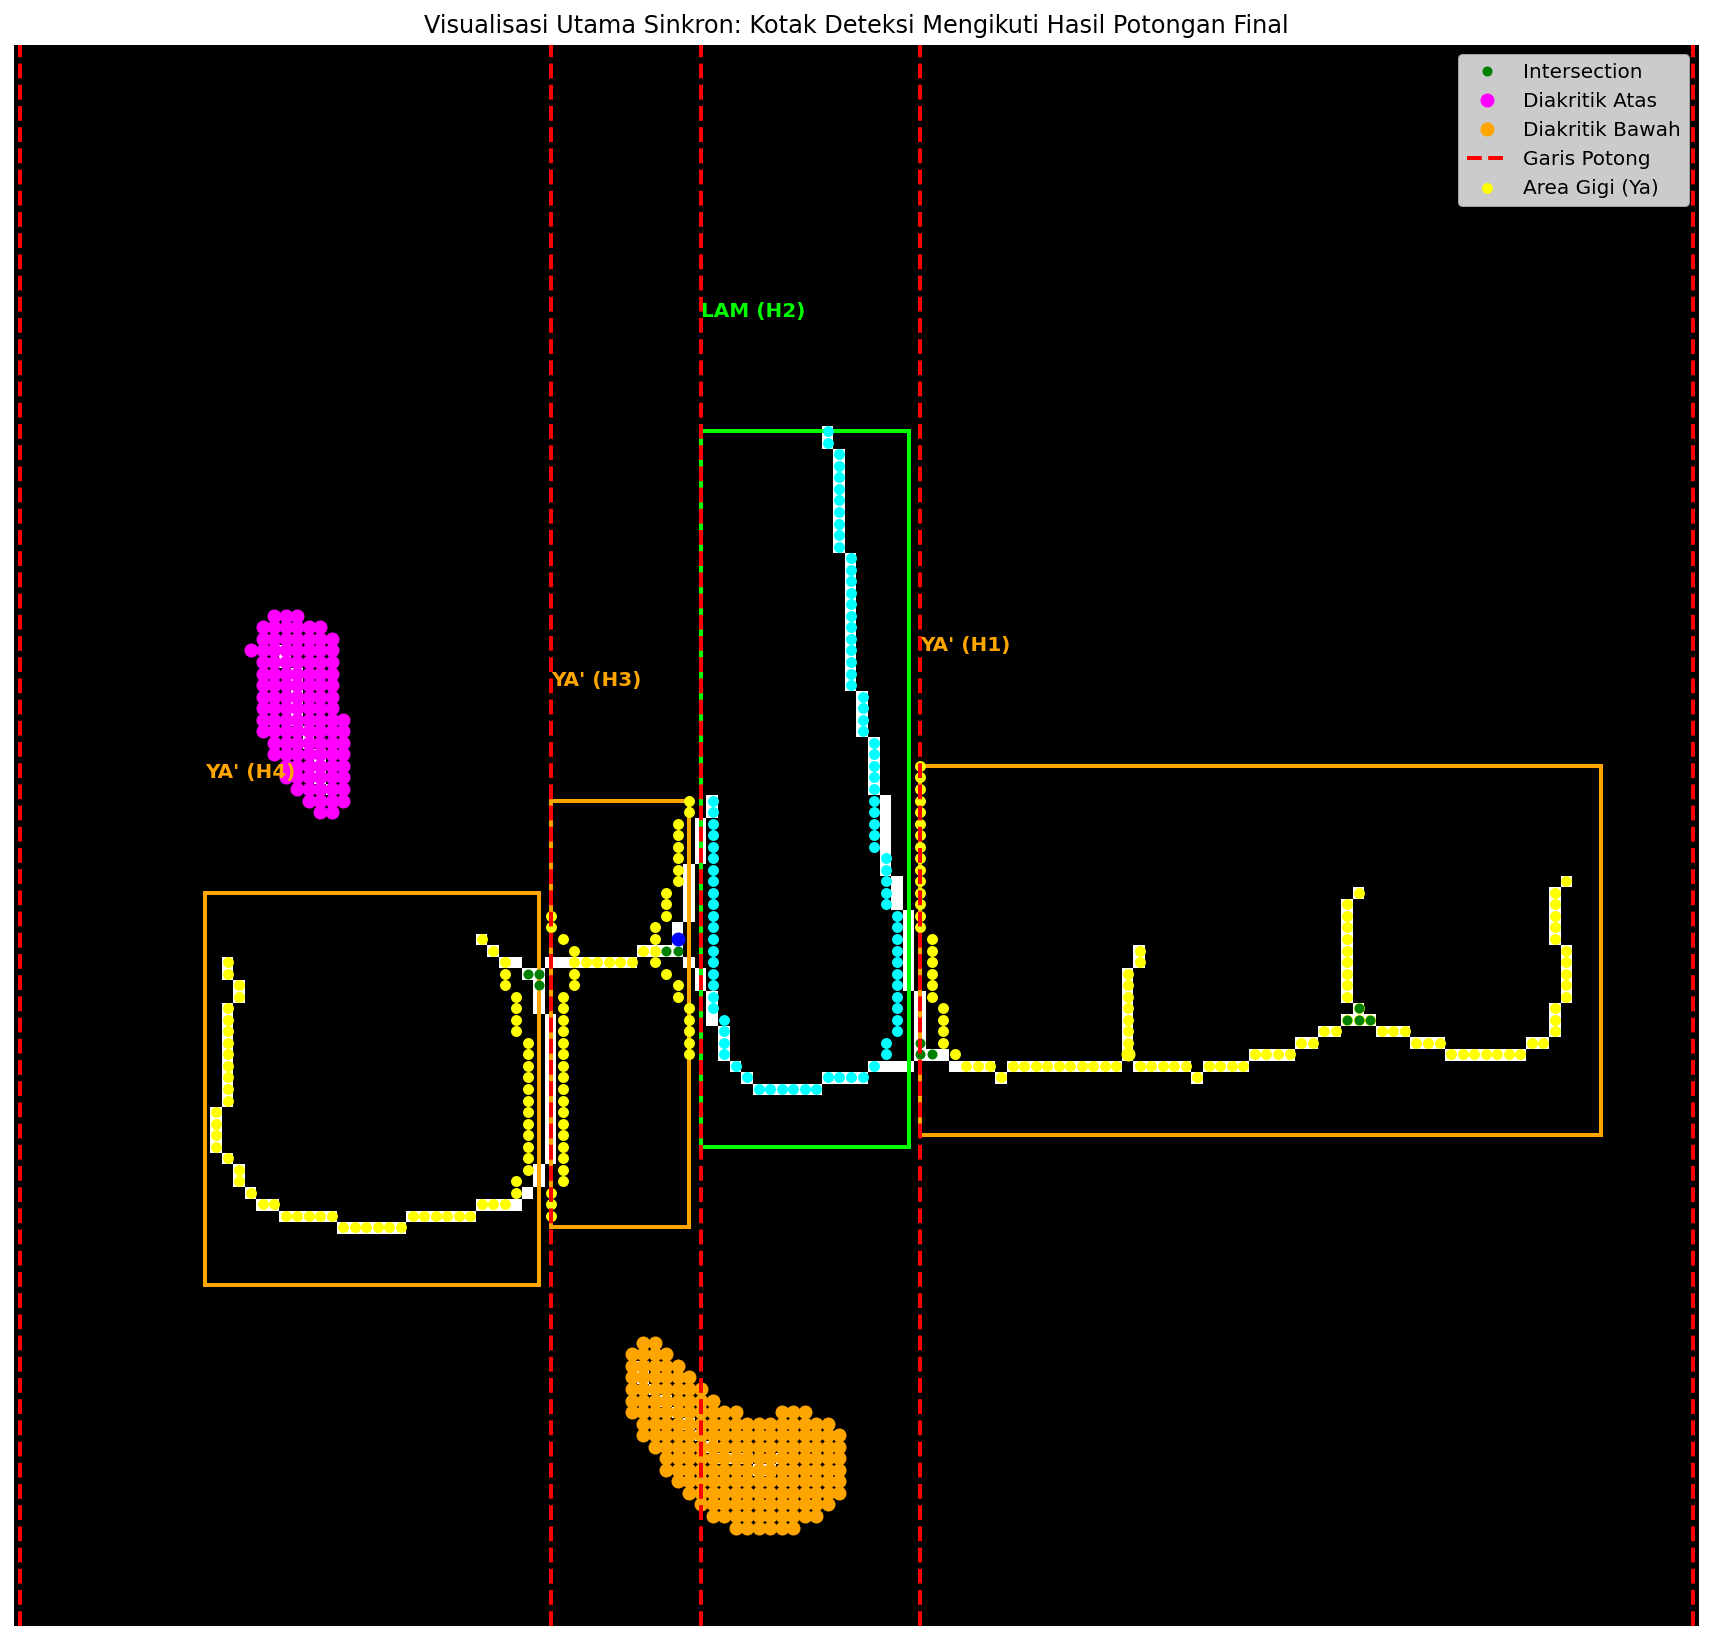 Visualisasi Utama Sinkron: Kotak Deteksi Mengikuti Hasil Potongan Final
Intersection
Diakritik Atas
Diakritik Bawah
Garis Potong
Area Gigi (Ya)
LAM (H2)
YA' (H1)
YA' (H3)
YA' (H4)